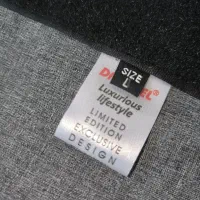 SIZE
L
Luxurious
lifestyle
LIMITED
EDITION
EXCLUSIVE
DESIGN